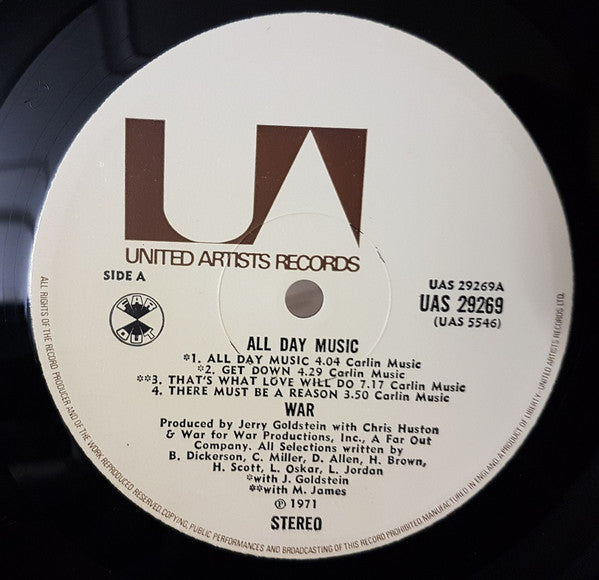 UA
UNITED ARTISTS RECORDS
SIDE A
FAR
OUT
UAS 29269A
UAS 29269
(UAS 5546)
ALL DAY MUSIC
*1. ALL DAY MUSIC 4.04 Carlin Music
*2. GET DOWN 4.29 Carlin Music
**3. THAT'S WHAT LOVE WILL DO 7.17 Carlin Music
4. THERE MUST BE A REASON 3.50 Carlin Music
WAR
Produced by Jerry Goldstein with Chris Huston
& War for War Productions, Inc., A Far Out
Company. All Selections written by
B. Dickerson, C. Miller, D. Allen, H. Brown,
H. Scott, L. Oskar, L. Jordan
*with J. Goldstein
**with M. James
℗ 1971
STEREO
ALL RIGHTS OF THE RECORD PRODUCER AND OF THE OWNER OF THE WORK REPRODUCED RESERVED. COPYING, PUBLIC PERFORMANCES AND BROADCASTING OF THIS RECORD PROHIBITED. MANUFACTURED IN ENGLAND. A PRODUCT OF LIBERTY/UNITED ARTISTS RECORDS LTD.